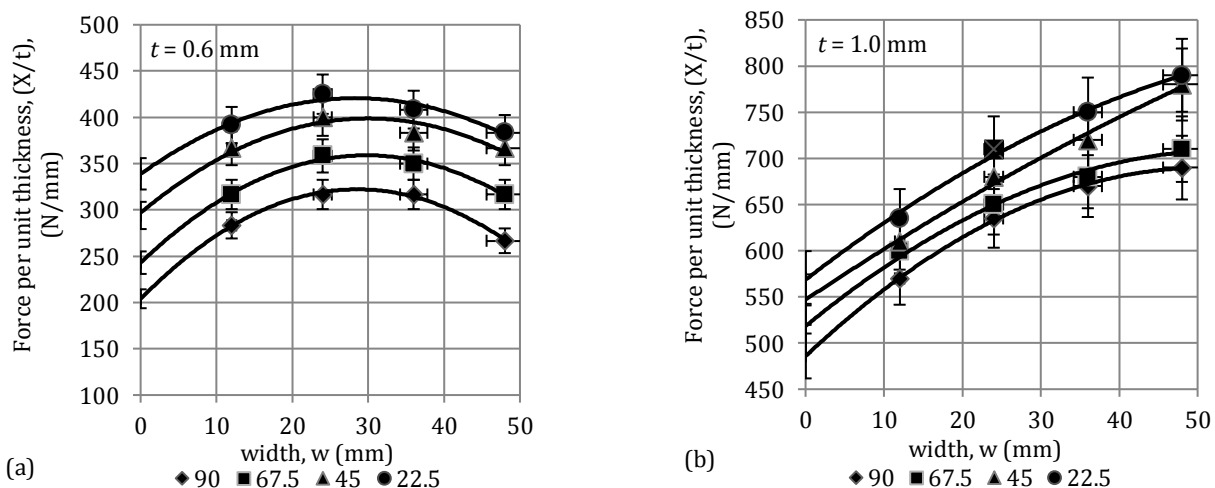 Force per unit thickness, (X/t),
(N/mm)
500
450
400
350
300
250
200
150
100
t = 0.6 mm
0 10 20 30 40 50
width, w (mm)
(a)
90 67.5 45 22.5
Force per unit thickness, (X/t),
(N/mm)
850
800
750
700
650
600
550
500
450
t = 1.0 mm
0 10 20 30 40 50
width, w (mm)
(b)
90 67.5 45 22.5